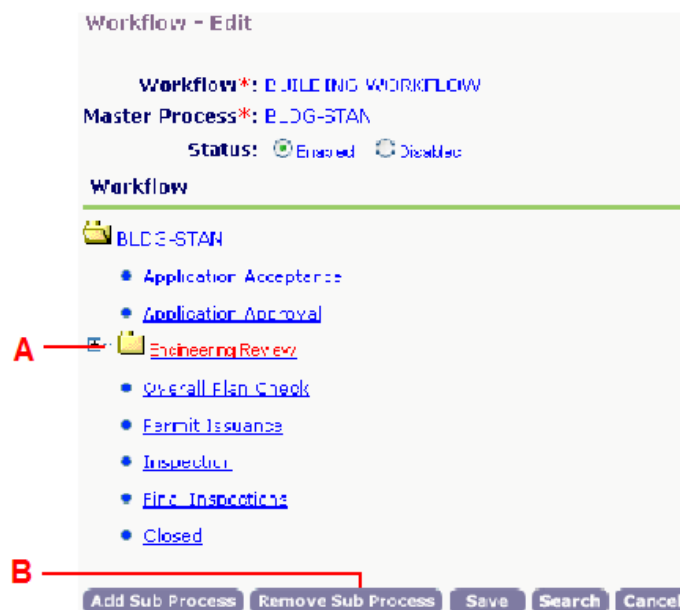 Workflow - Edit
Workflow*: BUILDING WORKFLOW
Master Process*: BLDG-STAN
Status: Enabled Disabled
Workflow
BLDG-STAN
Application Acceptance
Application Approval
A
Engineering Review
Overall Plan Check
Permit Issuance
Inspection
Final Inspections
Closed
B
Add Sub Process Remove Sub Process Save Search Cancel